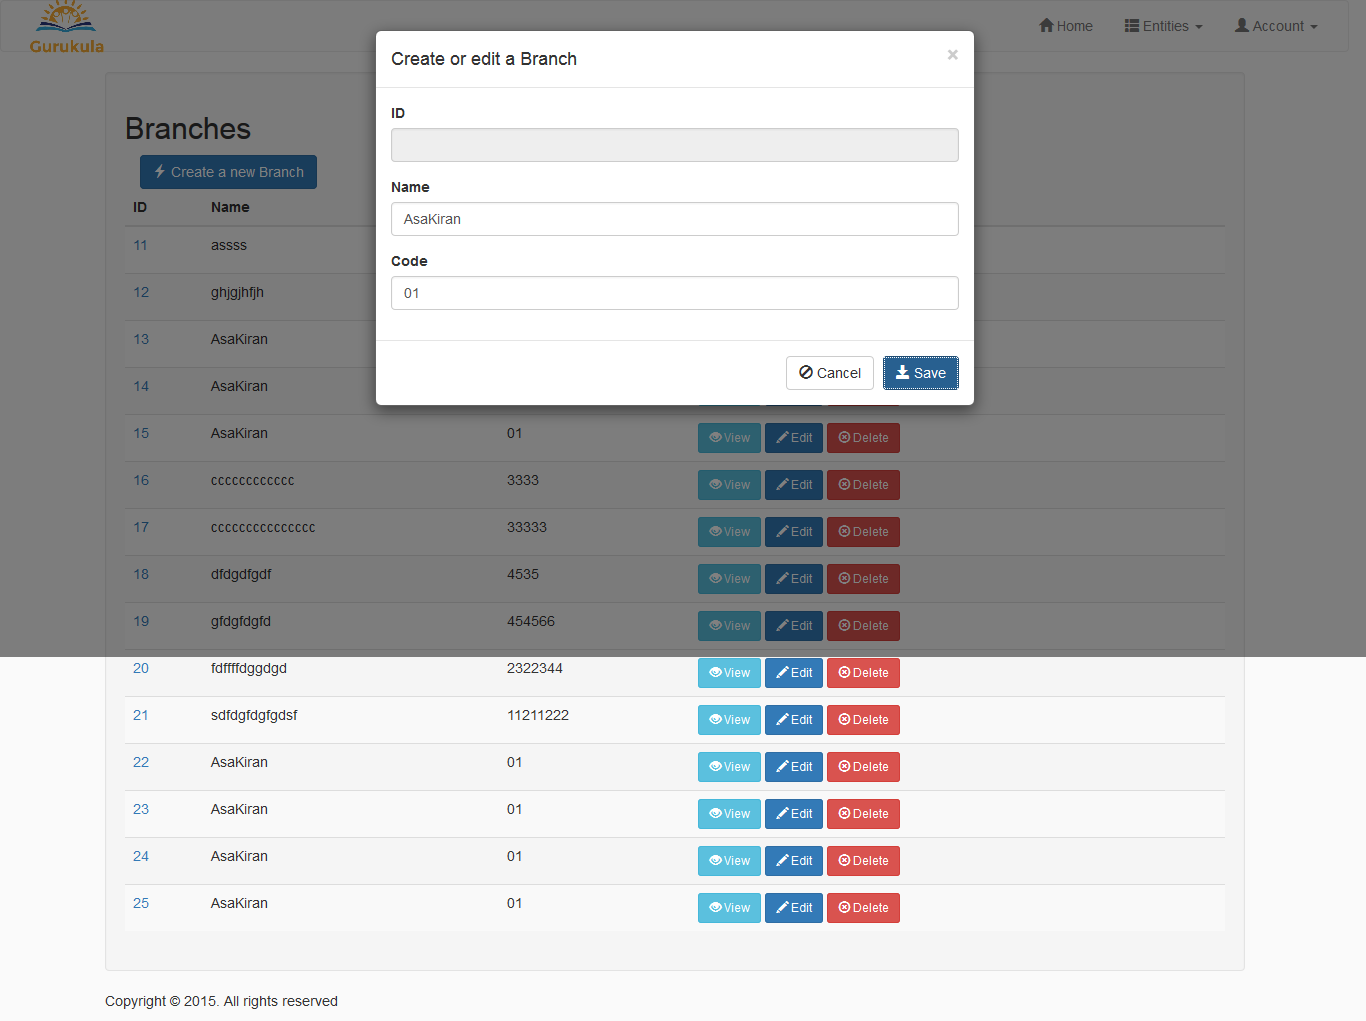 Gurukula
Home Entities Account
Create or edit a Branch ×
ID
Name
AsaKiran
Code
01
Cancel Save
Branches
Create a new Branch
ID Name
11 assss
12 ghjgjhfjh
13 AsaKiran
14 AsaKiran
15 AsaKiran 01 View Edit Delete
16 cccccccccccc 3333 View Edit Delete
17 ccccccccccccccc 33333 View Edit Delete
18 dfdgdfgdf 4535 View Edit Delete
19 gfdgfdgfd 454566 View Edit Delete
20 fdffffdggdgd 2322344 View Edit Delete
21 sdfdgfdgfgdsf 11211222 View Edit Delete
22 AsaKiran 01 View Edit Delete
23 AsaKiran 01 View Edit Delete
24 AsaKiran 01 View Edit Delete
25 AsaKiran 01 View Edit Delete
Copyright © 2015. All rights reserved